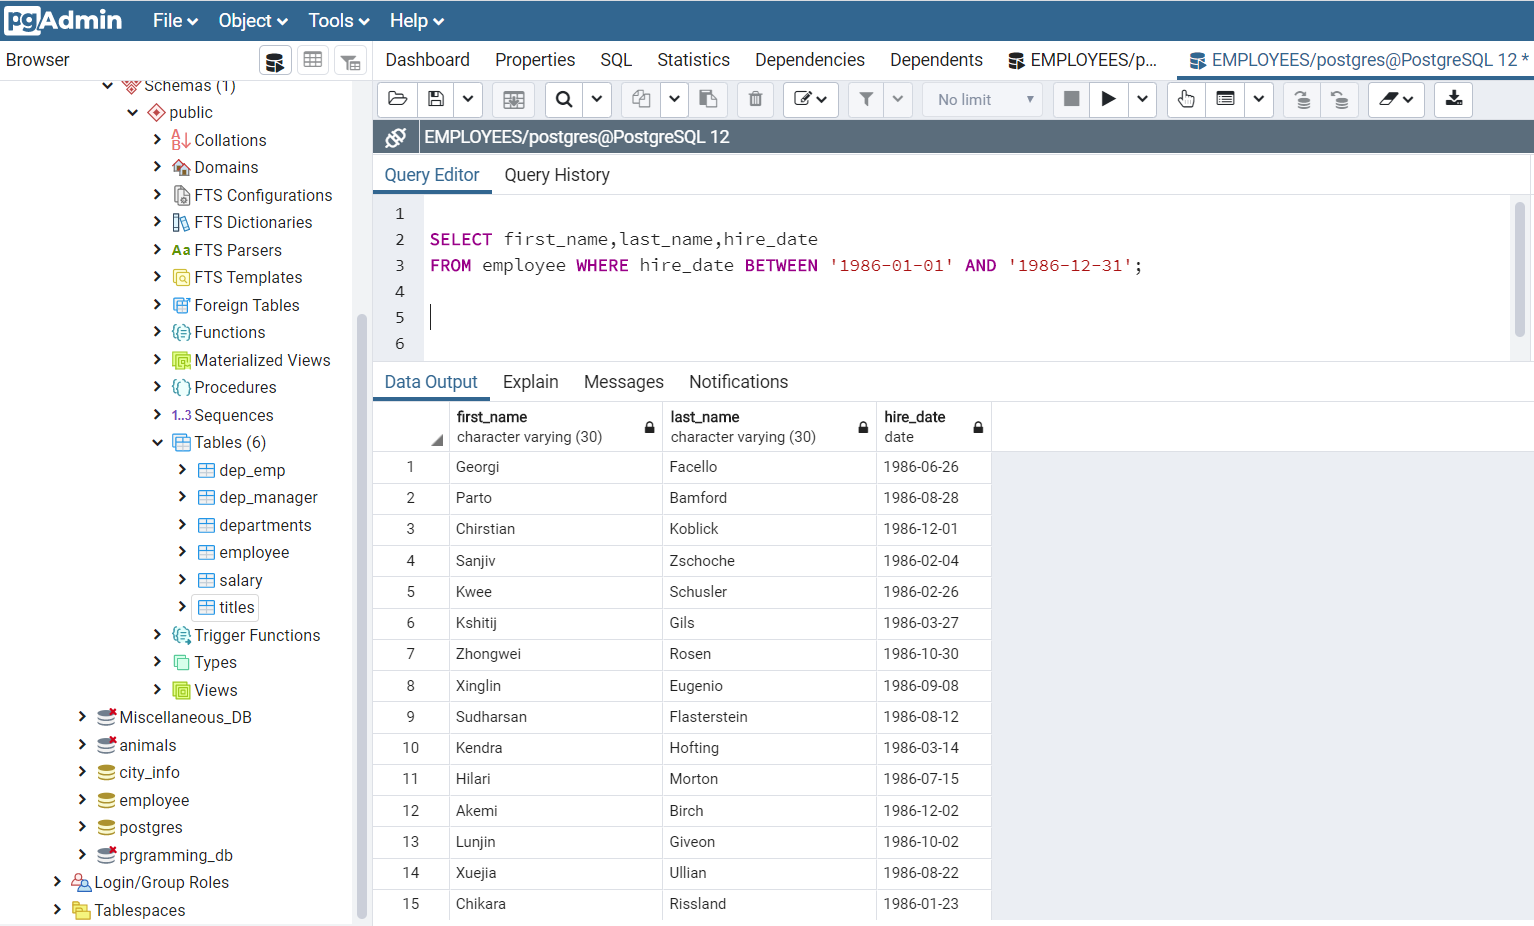 pgAdmin File Object Tools Help
Browser
Dashboard Properties SQL Statistics Dependencies Dependents EMPLOYEES/p... EMPLOYEES/postgres@PostgreSQL 12 *
No limit
EMPLOYEES/postgres@PostgreSQL 12
Query Editor Query History
1
2 SELECT first_name,last_name,hire_date
3 FROM employee WHERE hire_date BETWEEN '1986-01-01' AND '1986-12-31';
4
5
6
Schemas (1)
public
Collations
Domains
FTS Configurations
FTS Dictionaries
Aa FTS Parsers
FTS Templates
Foreign Tables
Functions
Materialized Views
Procedures
1..3 Sequences
Tables (6)
dep_emp
dep_manager
departments
employee
salary
titles
Trigger Functions
Types
Views
Miscellaneous_DB
animals
city_info
employee
postgres
prgramming_db
Login/Group Roles
Tablespaces
Data Output Explain Messages Notifications
first_name last_name hire_date
character varying (30) character varying (30) date
1 Georgi Facello 1986-06-26
2 Parto Bamford 1986-08-28
3 Chirstian Koblick 1986-12-01
4 Sanjiv Zschoche 1986-02-04
5 Kwee Schusler 1986-02-26
6 Kshitij Gils 1986-03-27
7 Zhongwei Rosen 1986-10-30
8 Xinglin Eugenio 1986-09-08
9 Sudharsan Flasterstein 1986-08-12
10 Kendra Hofting 1986-03-14
11 Hilari Morton 1986-07-15
12 Akemi Birch 1986-12-02
13 Lunjin Giveon 1986-10-02
14 Xuejia Ullian 1986-08-22
15 Chikara Rissland 1986-01-23